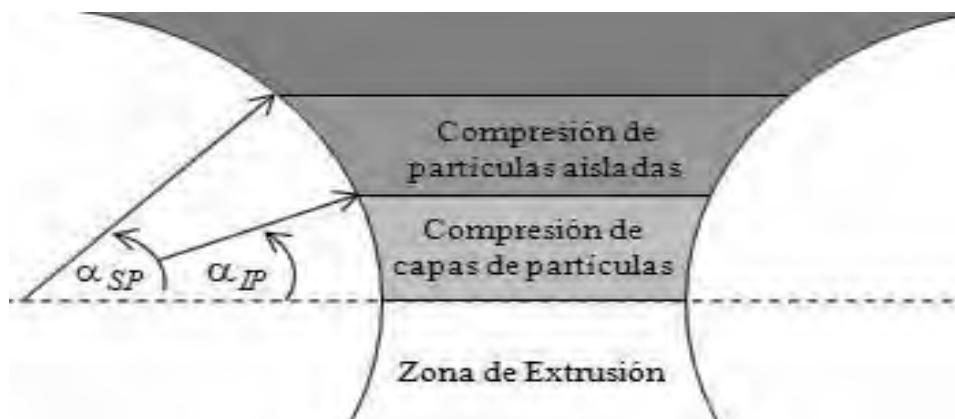 Compresión de
partículas aisladas
Compresión de
capas de partículas
α SP
α IP
Zona de Extrusión